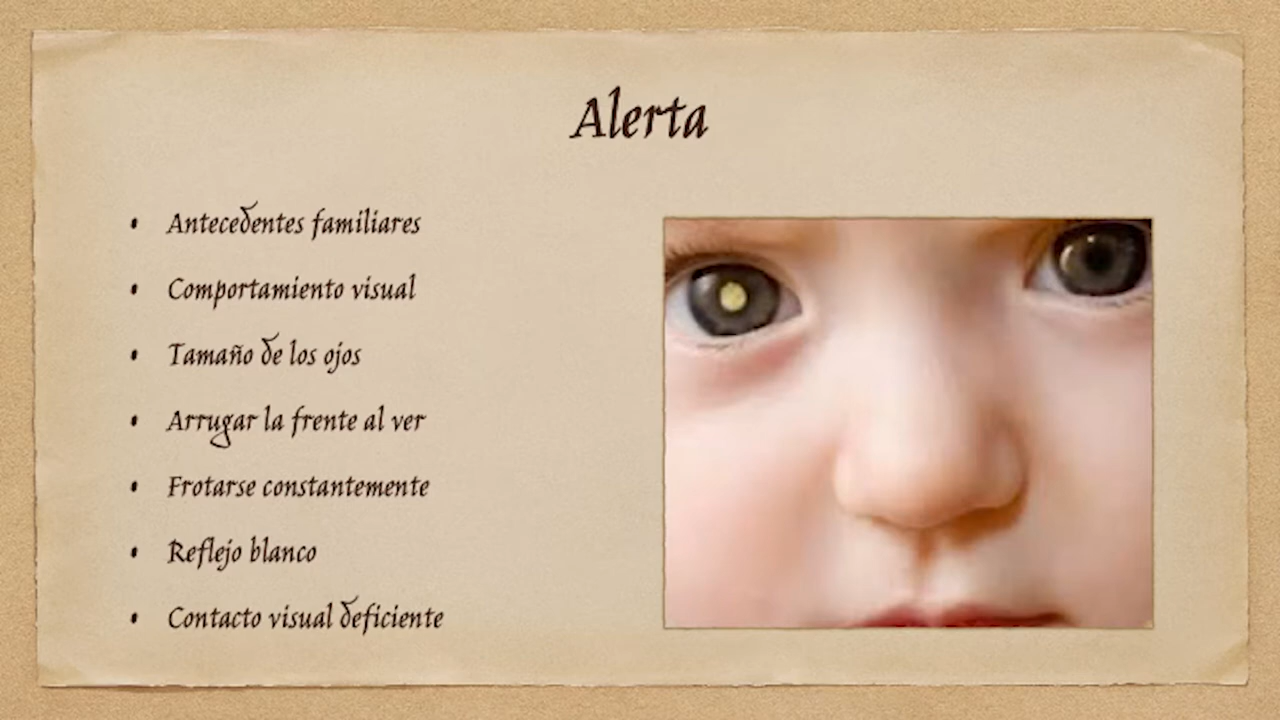 Alerta
• Antecedentes familiares
• Comportamiento visual
• Tamaño de los ojos
• Arrugar la frente al ver
• Frotarse constantemente
• Reflejo blanco
• Contacto visual deficiente